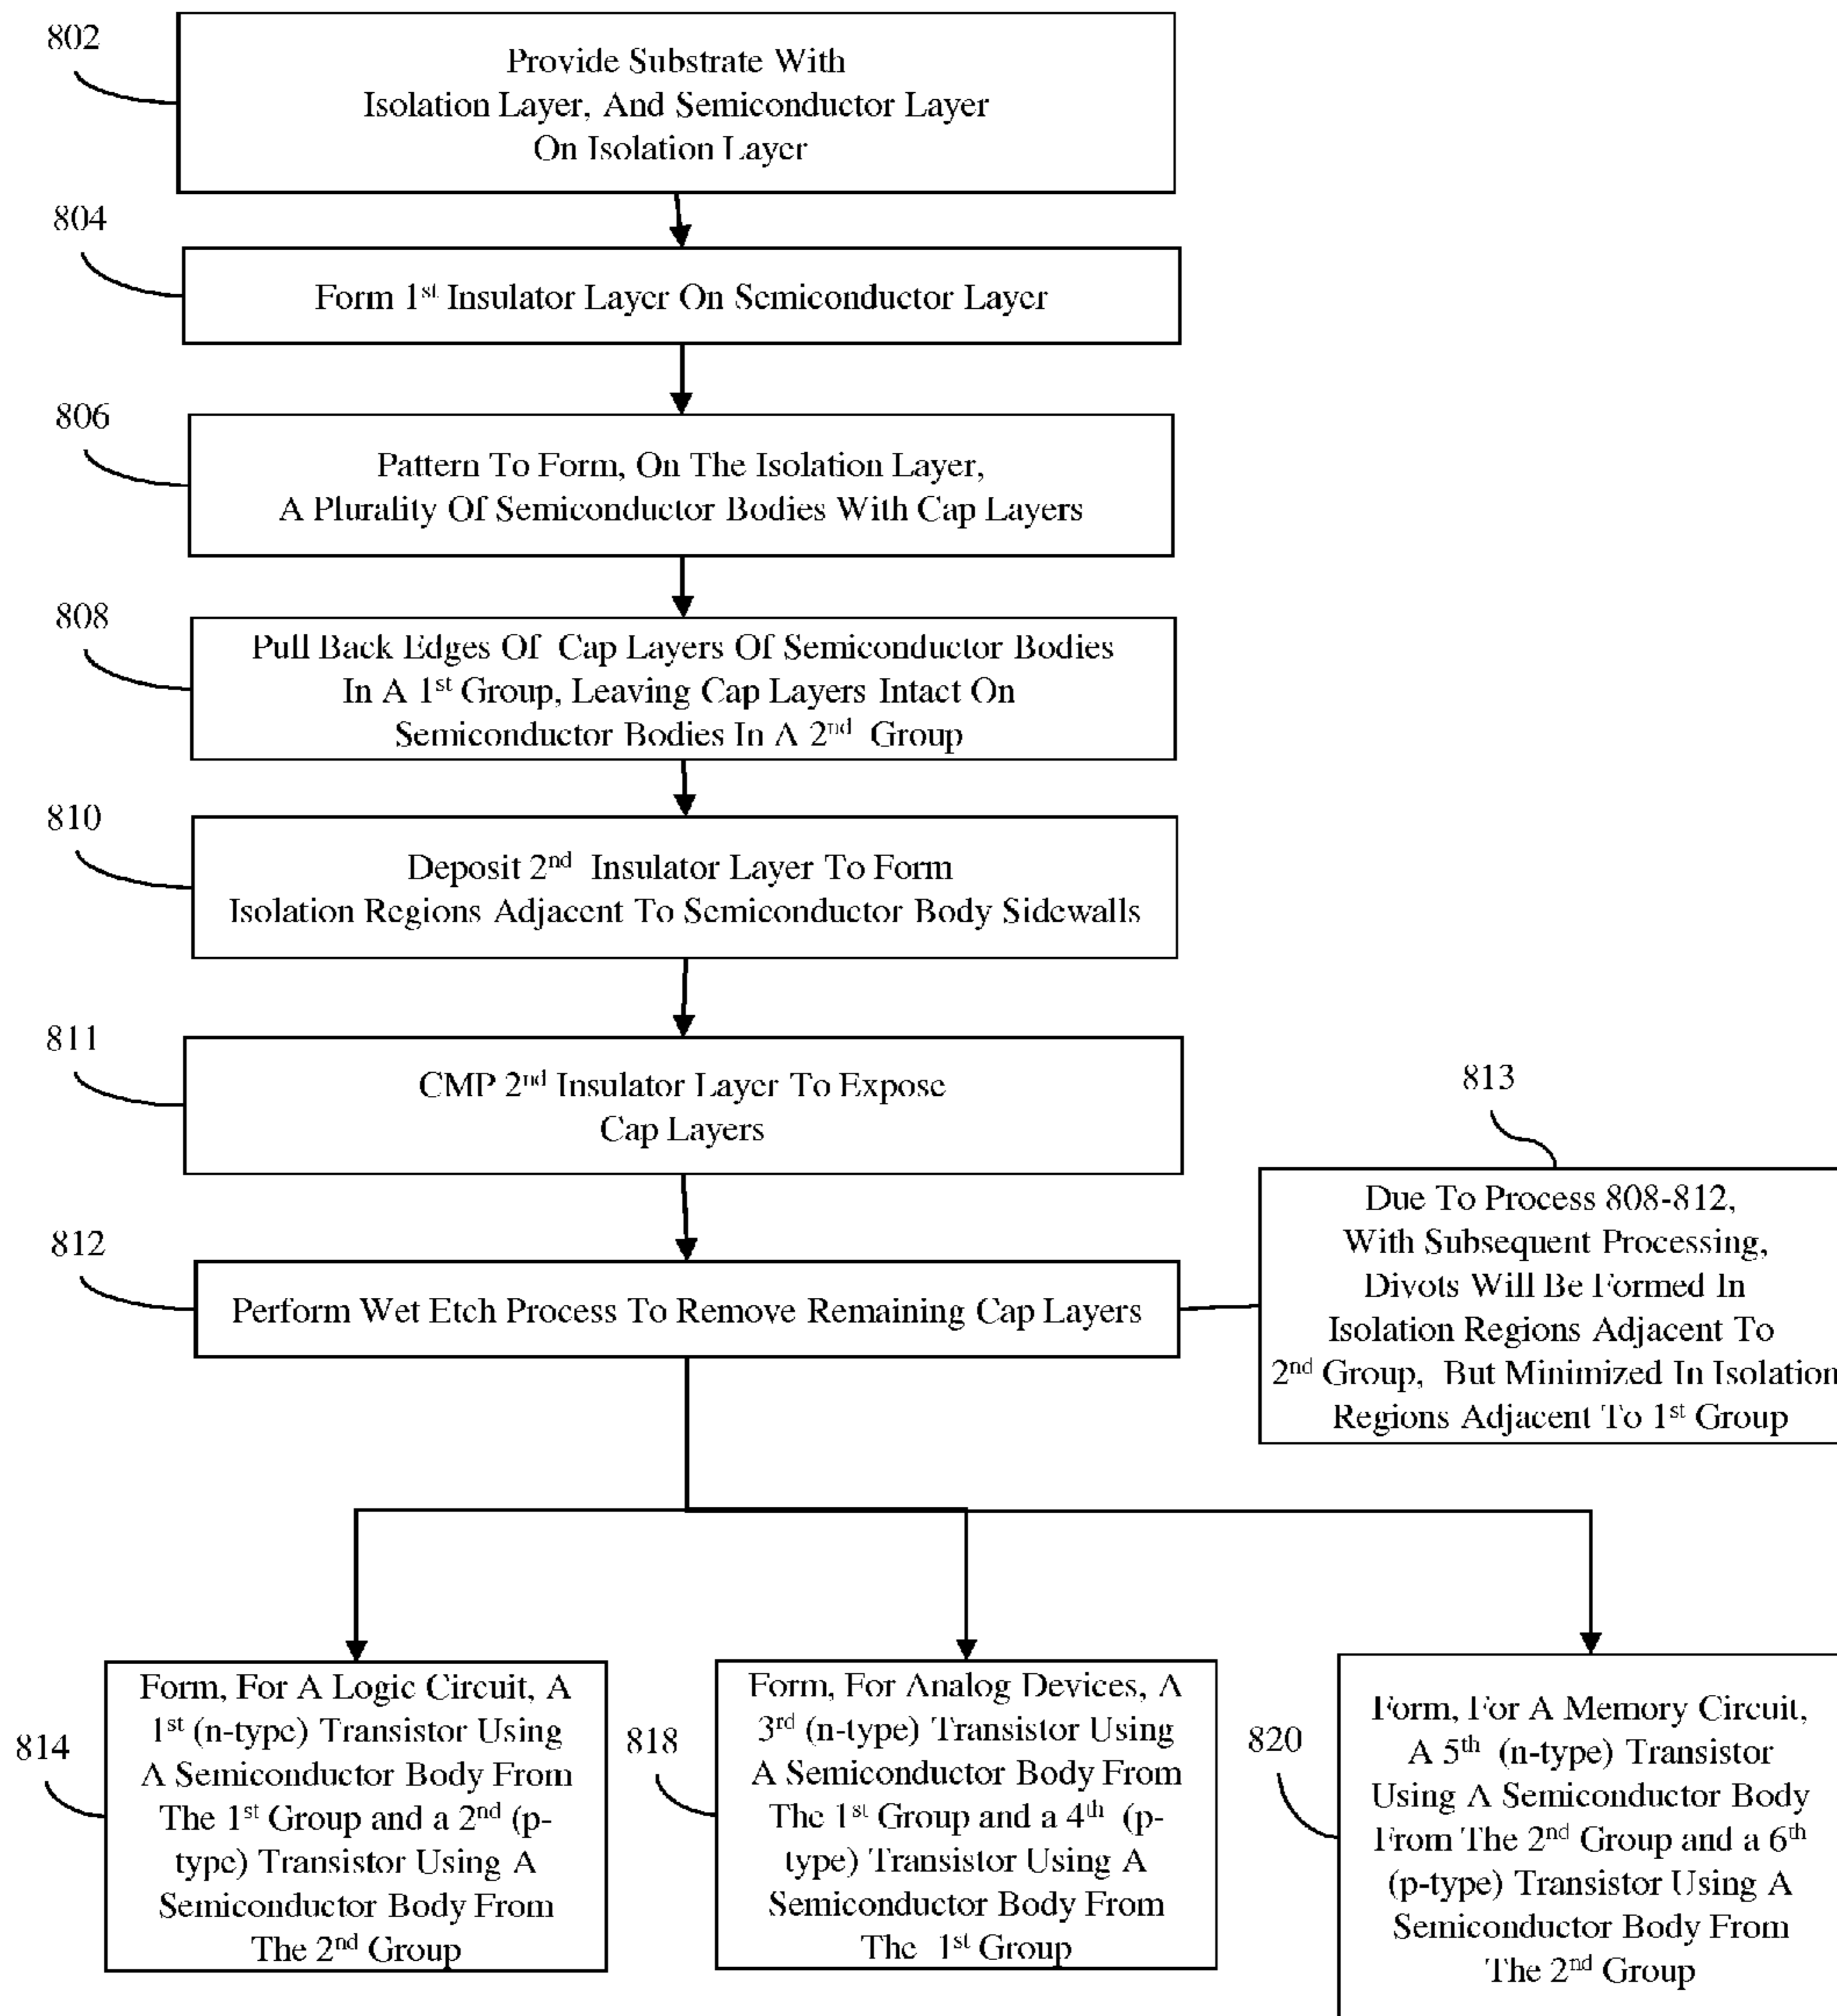 802
Provide Substrate With
Isolation Layer, And Semiconductor Layer
On Isolation Layer
804
Form 1st Insulator Layer On Semiconductor Layer
806
Pattern To Form, On The Isolation Layer,
A Plurality Of Semiconductor Bodies With Cap Layers
808
Pull Back Edges Of Cap Layers Of Semiconductor Bodies
In A 1st Group, Leaving Cap Layers Intact On
Semiconductor Bodies In A 2nd Group
810
Deposit 2nd Insulator Layer To Form
Isolation Regions Adjacent To Semiconductor Body Sidewalls
811
CMP 2nd Insulator Layer To Expose
Cap Layers
812
Perform Wet Etch Process To Remove Remaining Cap Layers
813
Due To Process 808-812,
With Subsequent Processing,
Divots Will Be Formed In
Isolation Regions Adjacent To
2nd Group, But Minimized In Isolation
Regions Adjacent To 1st Group
814
Form, For A Logic Circuit, A
1st (n-type) Transistor Using
A Semiconductor Body From
The 1st Group and a 2nd (p-
type) Transistor Using A
Semiconductor Body From
The 2nd Group
818
Form, For Analog Devices, A
3rd (n-type) Transistor Using
A Semiconductor Body From
The 1st Group and a 4th (p-
type) Transistor Using A
Semiconductor Body From
The 1st Group
820
Form, For A Memory Circuit,
A 5th (n-type) Transistor
Using A Semiconductor Body
From The 2nd Group and a 6th
(p-type) Transistor Using A
Semiconductor Body From
The 2nd Group